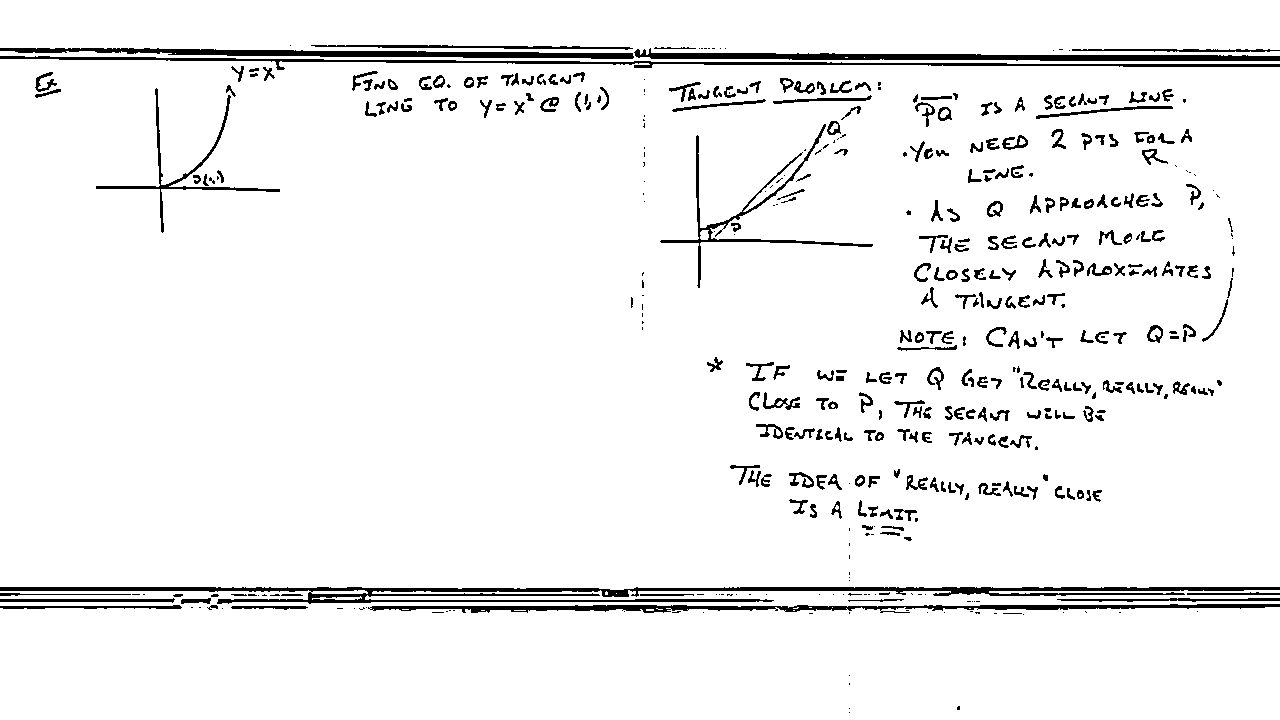 Ex
Y=X²
P(1,1)
FIND EQ. OF TANGENT
LINE TO Y=X² @ (1,1)
TANGENT PROBLEM:
Q
P
"PQ" IS A SECANT LINE.
• YOU NEED 2 PTS FOR A
LINE.
• AS Q APPROACHES P,
THE SECANT MORE
CLOSELY APPROXIMATES
A TANGENT.
NOTE: CAN'T LET Q=P
* IF WE LET Q GET "REALLY, REALLY, REALLY"
CLOSE TO P, THE SECANT WILL BE
IDENTICAL TO THE TANGENT.
THE IDEA OF "REALLY, REALLY" CLOSE
IS A LIMIT.